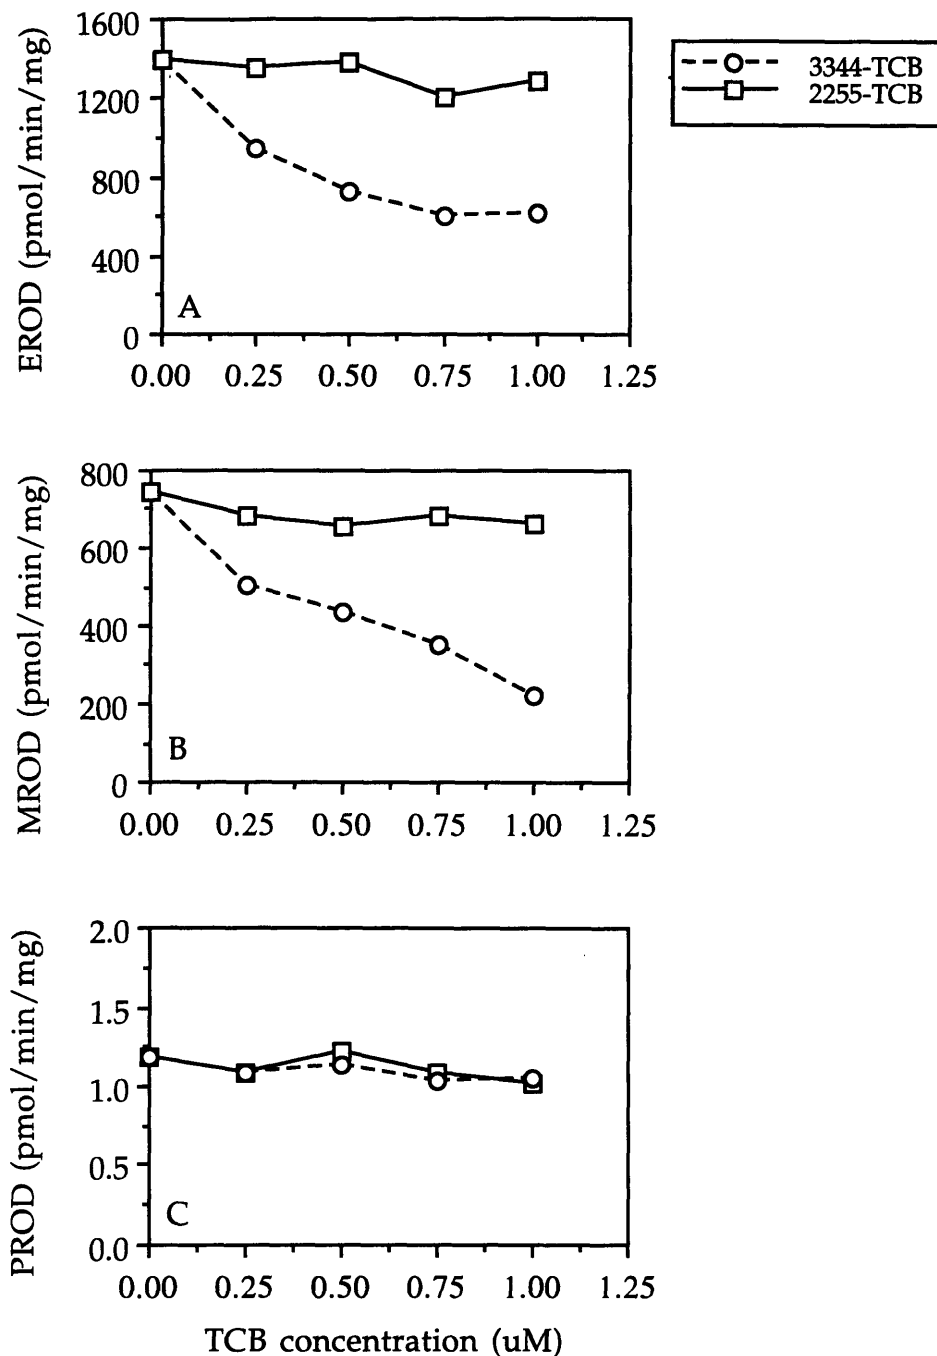 EROD (pmol/min/mg)
1600
1200
800
400
0
A
0.00 0.25 0.50 0.75 1.00 1.25
3344-TCB
2255-TCB
MROD (pmol/min/mg)
800
600
400
200
0
B
0.00 0.25 0.50 0.75 1.00 1.25
PROD (pmol/min/mg)
2.0
1.5
1.0
0.5
0.0
C
0.00 0.25 0.50 0.75 1.00 1.25
TCB concentration (uM)